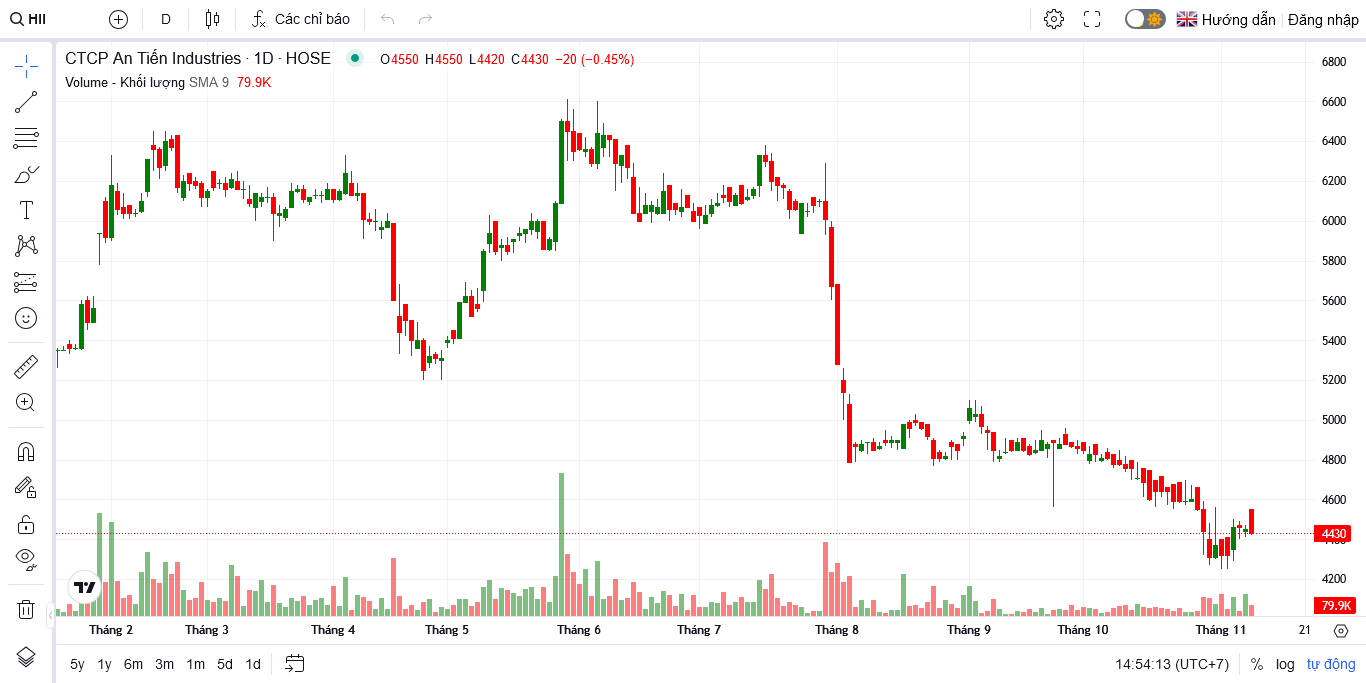 HII D Các chỉ báo Hướng dẫn Đăng nhập
CTCP An Tiến Industries · 1D · HOSE O4550 H4550 L4420 C4430 −20 (−0.45%)
Volume - Khối lượng SMA 9 79.9K
6800
6600
6400
6200
6000
5800
5600
5400
5200
5000
4800
4600
4430
4200
79.9K
Tháng 2 Tháng 3 Tháng 4 Tháng 5 Tháng 6 Tháng 7 Tháng 8 Tháng 9 Tháng 10 Tháng 11 21
5y 1y 6m 3m 1m 5d 1d 14:54:13 (UTC+7) % log tự động